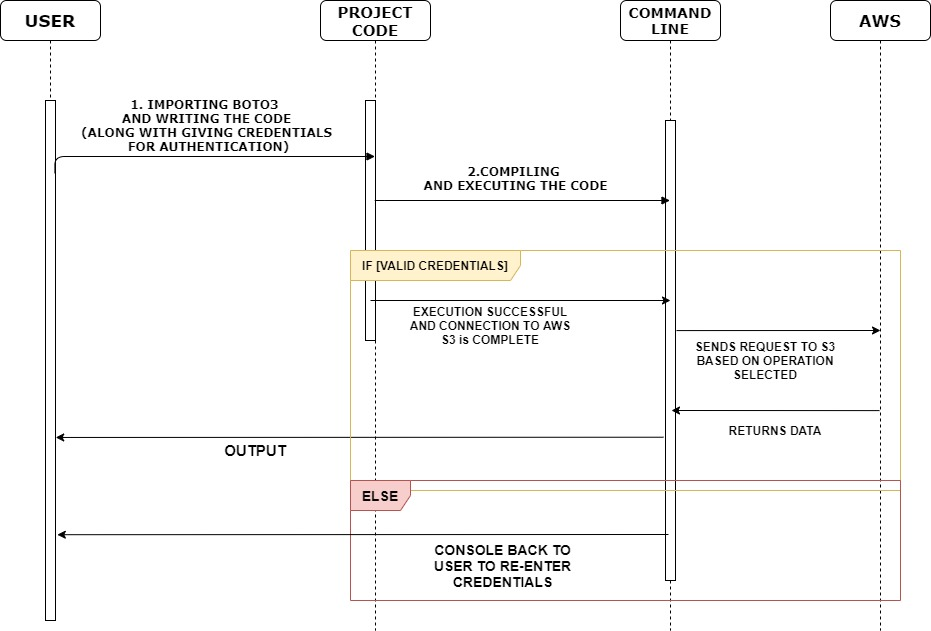 USER
PROJECT
CODE
COMMAND
LINE
AWS
1. IMPORTING BOTO3
AND WRITING THE CODE
(ALONG WITH GIVING CREDENTIALS
FOR AUTHENTICATION)
2.COMPILING
AND EXECUTING THE CODE
IF [VALID CREDENTIALS]
EXECUTION SUCCESSFUL
AND CONNECTION TO AWS
S3 is COMPLETE
SENDS REQUEST TO S3
BASED ON OPERATION
SELECTED
RETURNS DATA
OUTPUT
ELSE
CONSOLE BACK TO
USER TO RE-ENTER
CREDENTIALS